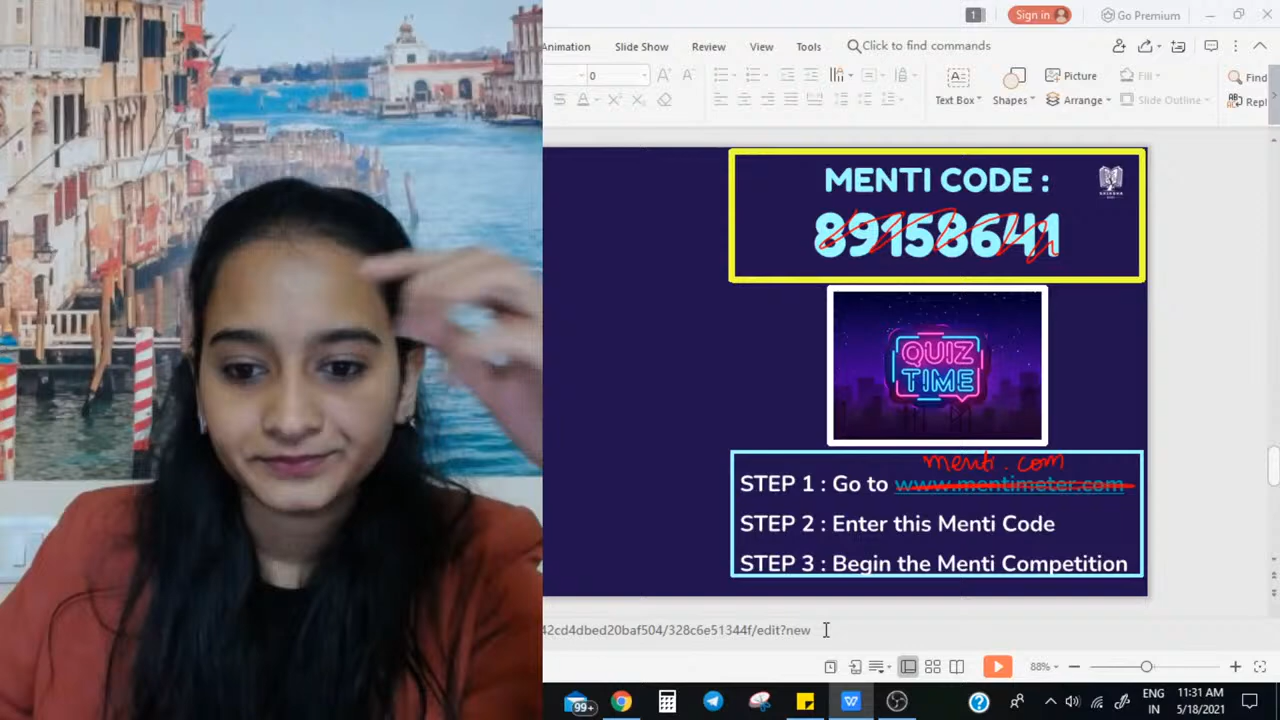 1 Sign in Go Premium
Animation Slide Show Review View Tools Click to find commands
0 Picture Fill Find
Text Box Shapes Arrange Slide Outline
MENTI CODE :
89158641
QUIZ
TIME
menti.com
STEP 1 : Go to www.mentimeter.com
STEP 2 : Enter this Menti Code
STEP 3 : Begin the Menti Competition
42cd4dbed20baf504/328c6e51344f/edit?new
88%
99+ ENG 11:31 AM
IN 5/18/2021